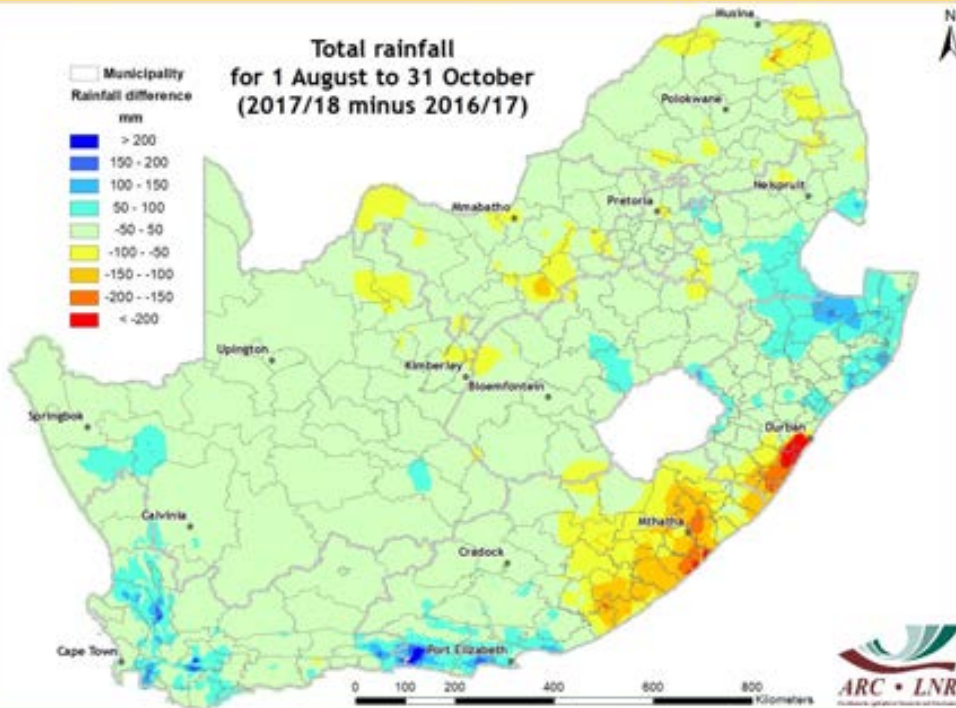 Total rainfall
for 1 August to 31 October
(2017/18 minus 2016/17)
N
Municipality
Rainfall difference
mm
> 200
150 - 200
100 - 150
50 - 100
-50 - 50
-100 - -50
-150 - -100
-200 - -150
< -200
Musina
Polokwane
Nelspruit
Pretoria
Mmabatho
Upington
Kimberley
Bloemfontein
Springbok
Durban
Mthatha
Calvinia
Cradock
Cape Town
Port Elizabeth
0 100 200 400 600 800
Kilometers
ARC • LNR